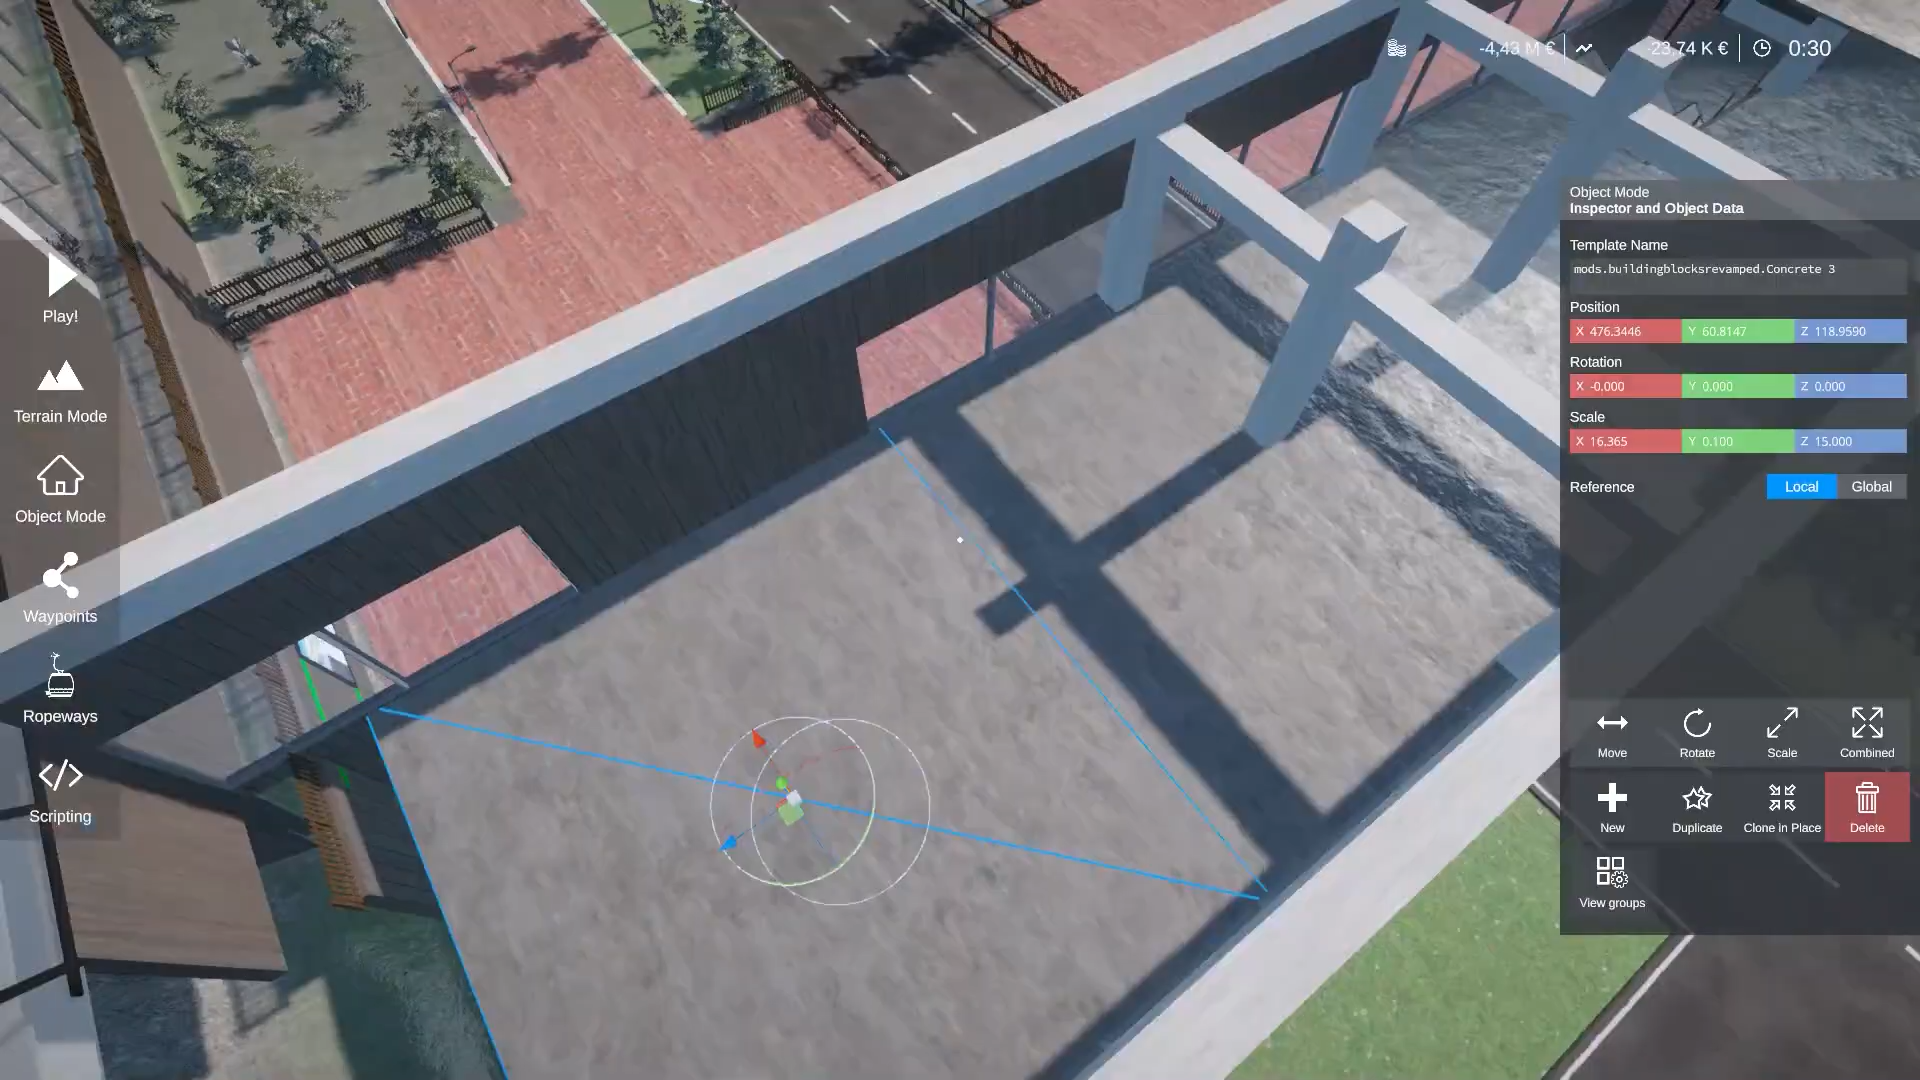 -4,43 M €
-23,74 K €
0:30
Play!
Terrain Mode
Object Mode
Waypoints
Ropeways
Scripting
Object Mode
Inspector and Object Data
Template Name
mods.buildingblocksrevamped.Concrete 3
Position
X 476.3446 Y 60.8147 Z 118.9590
Rotation
X -0.000 Y 0.000 Z 0.000
Scale
X 16.365 Y 0.100 Z 15.000
Reference Local Global
Move Rotate Scale Combined
New Duplicate Clone in Place Delete
View groups